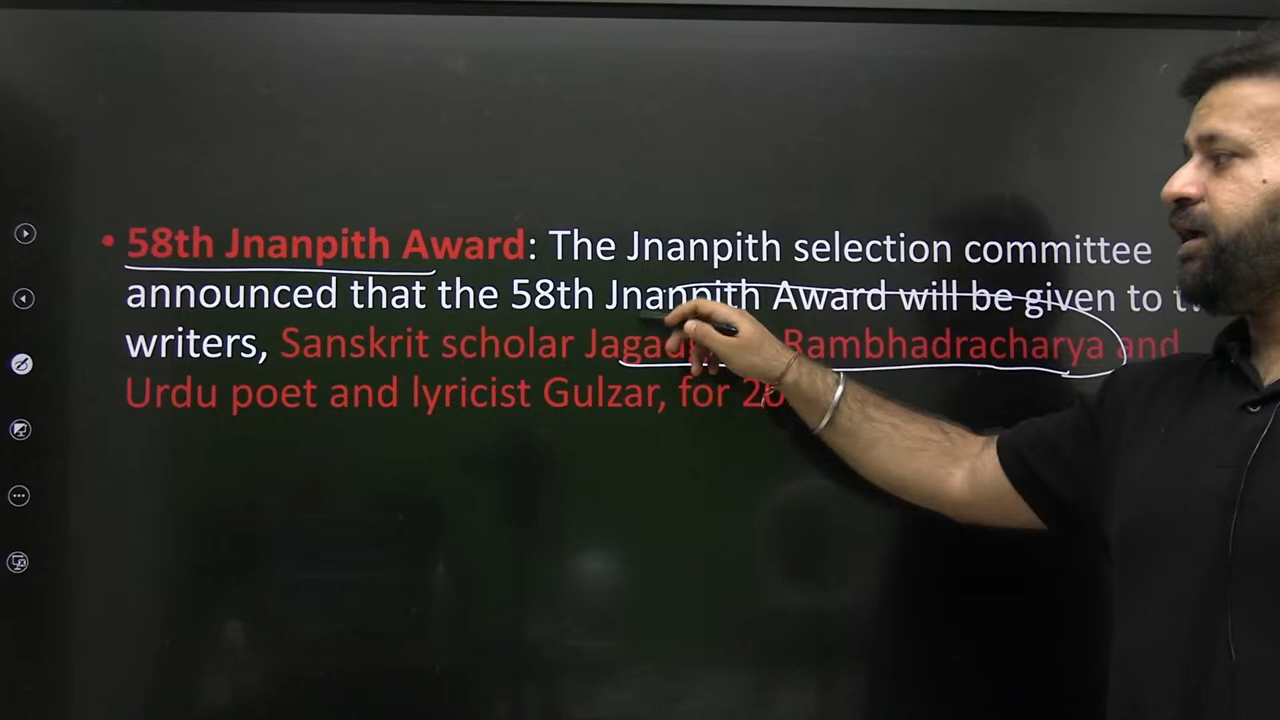 • 58th Jnanpith Award: The Jnanpith selection committee
announced that the 58th Jnanpith Award will be given to
writers, Sanskrit scholar Rambhadracharya and
Urdu poet and lyricist Gulzar, for